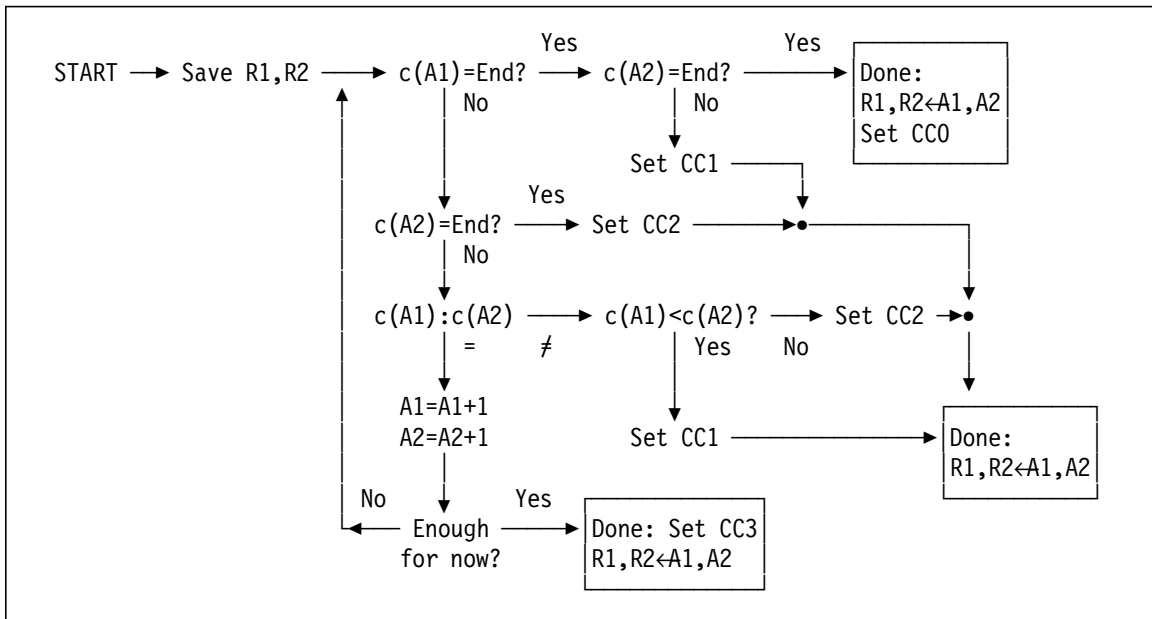 Yes Yes
START Save R1,R2 c(A1)=End? c(A2)=End? Done:
No No R1,R2←A1,A2
Set CC0
Set CC1
Yes
c(A2)=End? Set CC2
No
c(A1):c(A2) c(A1)<c(A2)? Set CC2
= ≠ Yes No
A1=A1+1
A2=A2+1 Set CC1 Done:
R1,R2←A1,A2
No Yes
Enough Done: Set CC3
for now? R1,R2←A1,A2